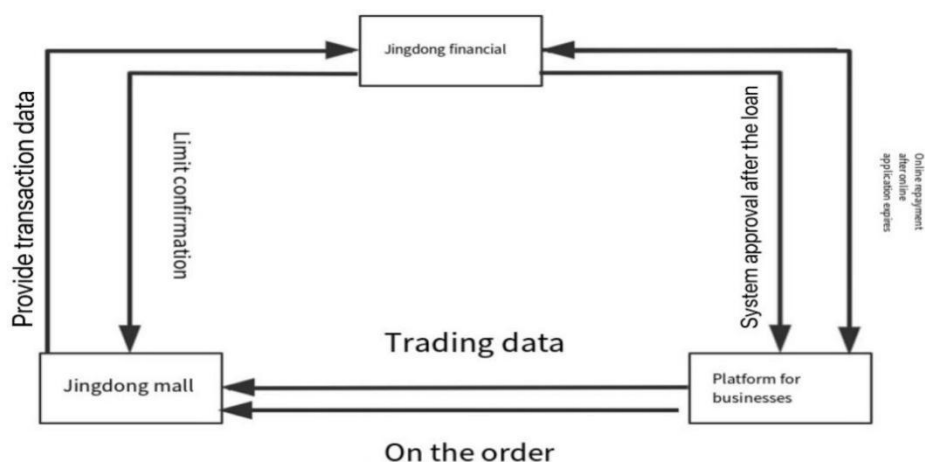 Jingdong financial
Provide transaction data
Limit confirmation
System approval after the loan
Online repayment
after online
application expires
Trading data
Jingdong mall
Platform for
businesses
On the order